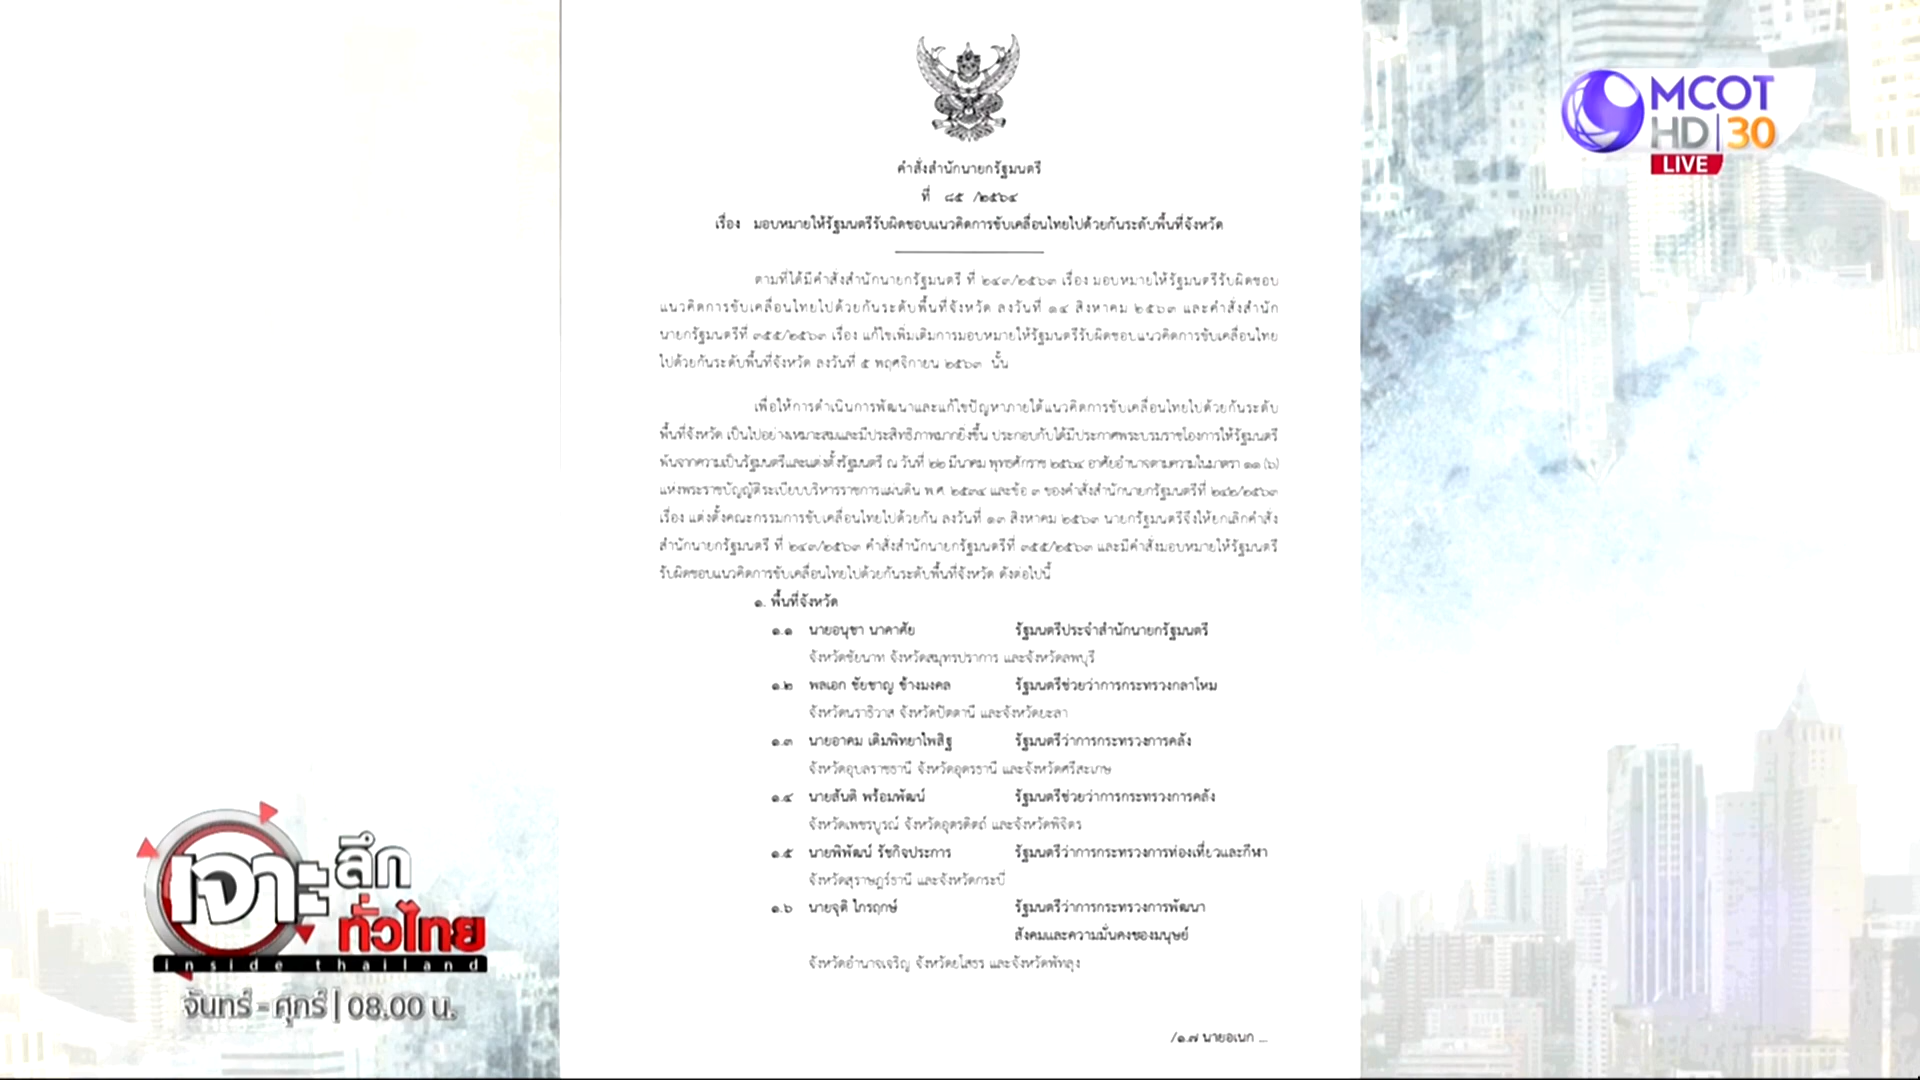 MCOT
HD 30
LIVE
คำสั่งสำนักนายกรัฐมนตรี
ที่ ๘๕ /๒๕๖๔
เรื่อง มอบหมายให้รัฐมนตรีรับผิดชอบแนวคิดการขับเคลื่อนไทยไปด้วยกันระดับพื้นที่จังหวัด
ตามที่ได้มีคำสั่งสำนักนายกรัฐมนตรี ที่ ๒๔๓/๒๕๖๓ เรื่อง มอบหมายให้รัฐมนตรีรับผิดชอบ
แนวคิดการขับเคลื่อนไทยไปด้วยกันระดับพื้นที่จังหวัด ลงวันที่ ๑๔ สิงหาคม ๒๕๖๓ และคำสั่งสำนัก
นายกรัฐมนตรีที่ ๓๕๕/๒๕๖๓ เรื่อง แก้ไขเพิ่มเติมการมอบหมายให้รัฐมนตรีรับผิดชอบแนวคิดการขับเคลื่อนไทย
ไปด้วยกันระดับพื้นที่จังหวัด ลงวันที่ ๕ พฤศจิกายน ๒๕๖๓ นั้น
เพื่อให้การดำเนินการพัฒนาและแก้ไขปัญหาภายใต้แนวคิดการขับเคลื่อนไทยไปด้วยกันระดับ
พื้นที่จังหวัด เป็นไปอย่างเหมาะสมและมีประสิทธิภาพมากยิ่งขึ้น ประกอบกับได้มีประกาศพระบรมราชโองการให้รัฐมนตรี
พ้นจากความเป็นรัฐมนตรีและแต่งตั้งรัฐมนตรี ณ วันที่ ๒๒ มีนาคม พุทธศักราช ๒๕๖๔ อาศัยอำนาจตามความในมาตรา ๑๑ (๖)
แห่งพระราชบัญญัติระเบียบบริหารราชการแผ่นดิน พ.ศ. ๒๕๓๔ และข้อ ๓ ของคำสั่งสำนักนายกรัฐมนตรีที่ ๒๔๒/๒๕๖๓
เรื่อง แต่งตั้งคณะกรรมการขับเคลื่อนไทยไปด้วยกัน ลงวันที่ ๑๓ สิงหาคม ๒๕๖๓ นายกรัฐมนตรีจึงให้ยกเลิกคำสั่ง
สำนักนายกรัฐมนตรี ที่ ๒๔๓/๒๕๖๓ คำสั่งสำนักนายกรัฐมนตรีที่ ๓๕๕/๒๕๖๓ และมีคำสั่งมอบหมายให้รัฐมนตรี
รับผิดชอบแนวคิดการขับเคลื่อนไทยไปด้วยกันระดับพื้นที่จังหวัด ดังต่อไปนี้
๑. พื้นที่จังหวัด
๑.๑ นายอนุชา นาคาศัย รัฐมนตรีประจำสำนักนายกรัฐมนตรี
จังหวัดชัยนาท จังหวัดสมุทรปราการ และจังหวัดลพบุรี
๑.๒ พลเอก ชัยชาญ ช้างมงคล รัฐมนตรีช่วยว่าการกระทรวงกลาโหม
จังหวัดนราธิวาส จังหวัดปัตตานี และจังหวัดยะลา
๑.๓ นายอาคม เติมพิทยาไพสิฐ รัฐมนตรีว่าการกระทรวงการคลัง
จังหวัดอุบลราชธานี จังหวัดอุดรธานี และจังหวัดศรีสะเกษ
๑.๔ นายสันติ พร้อมพัฒน์ รัฐมนตรีช่วยว่าการกระทรวงการคลัง
จังหวัดเพชรบูรณ์ จังหวัดอุตรดิตถ์ และจังหวัดพิจิตร
๑.๕ นายพิพัฒน์ รัชกิจประการ รัฐมนตรีว่าการกระทรวงการท่องเที่ยวและกีฬา
จังหวัดสุราษฎร์ธานี และจังหวัดกระบี่
๑.๖ นายจุติ ไกรฤกษ์ รัฐมนตรีว่าการกระทรวงการพัฒนา
สังคมและความมั่นคงของมนุษย์
จังหวัดอำนาจเจริญ จังหวัดยโสธร และจังหวัดพัทลุง
/๑.๗ นายอเนก ...
เจาะลึก
ทั่วไทย
inside thailand
จันทร์ - ศุกร์ | 08.00 น.